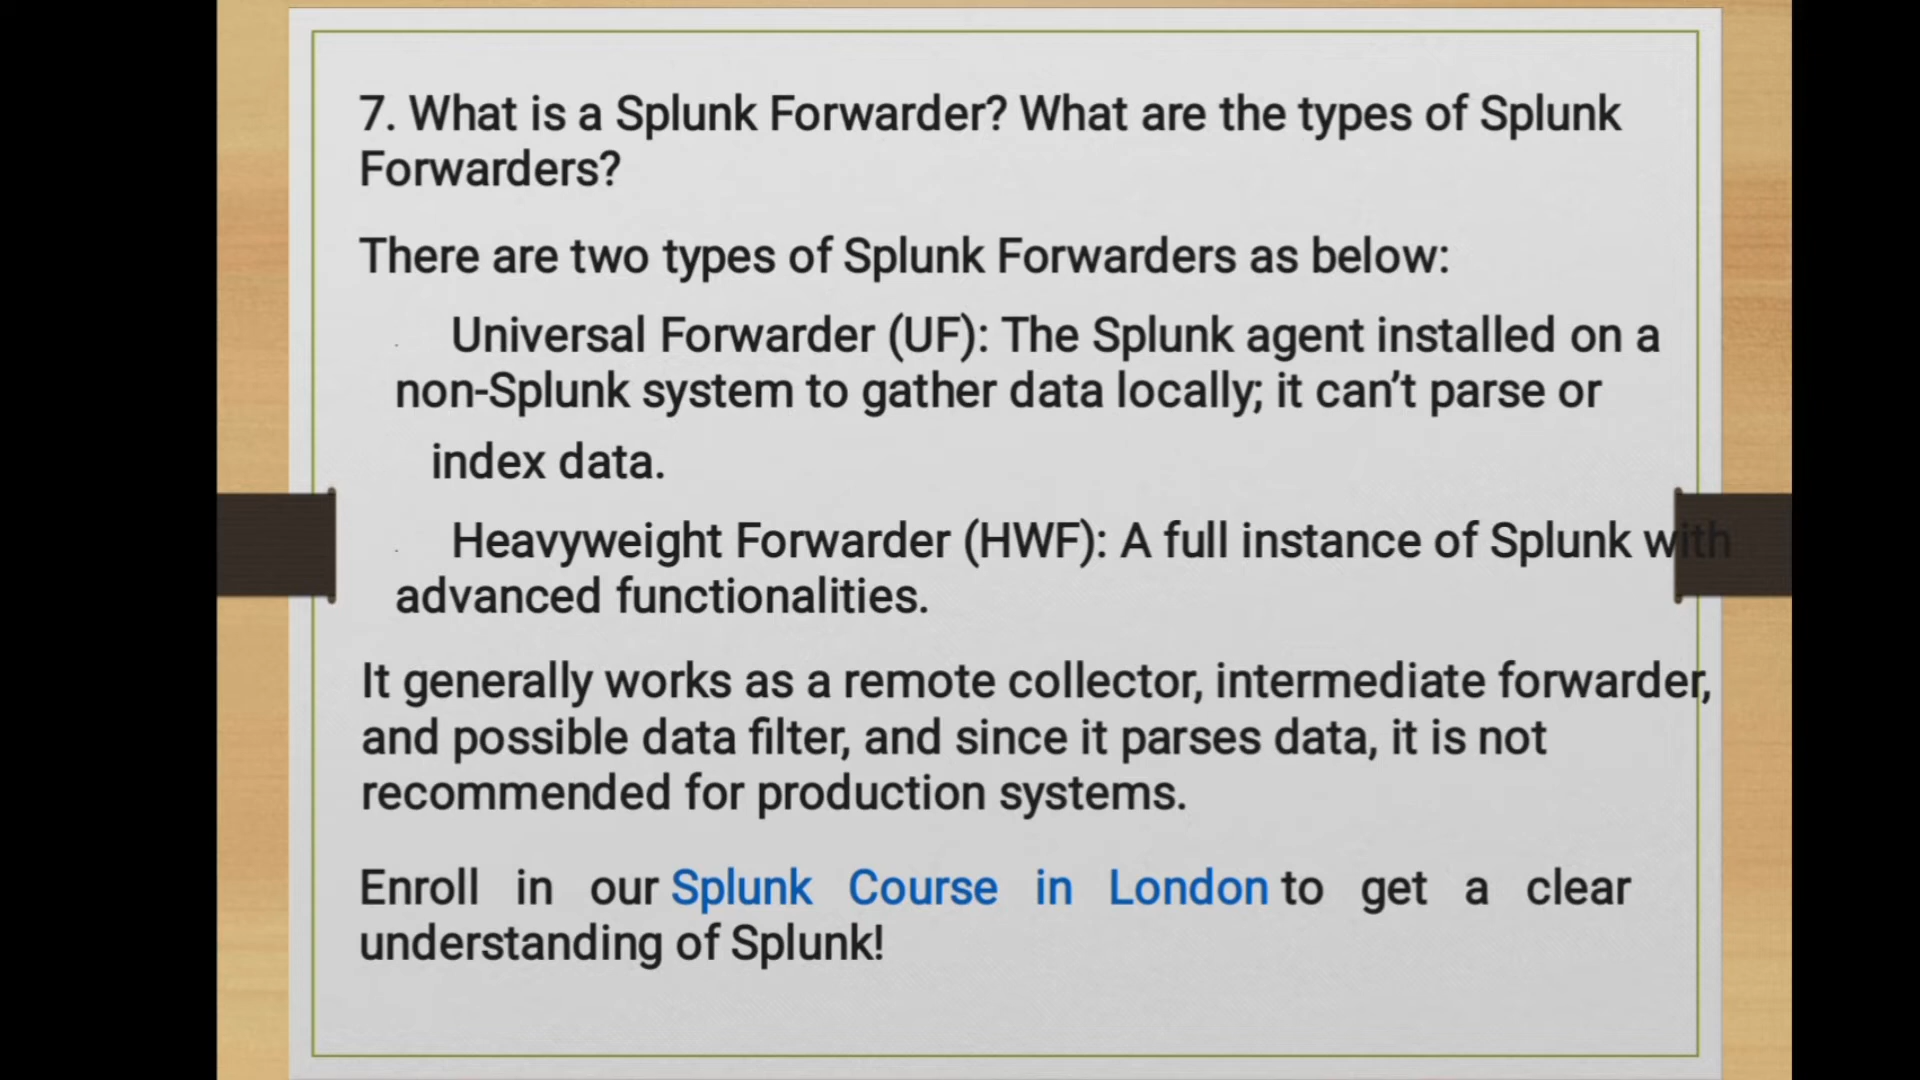 7. What is a Splunk Forwarder? What are the types of Splunk
Forwarders?
There are two types of Splunk Forwarders as below:
Universal Forwarder (UF): The Splunk agent installed on a
non-Splunk system to gather data locally; it can’t parse or
index data.
Heavyweight Forwarder (HWF): A full instance of Splunk with
advanced functionalities.
It generally works as a remote collector, intermediate forwarder,
and possible data filter, and since it parses data, it is not
recommended for production systems.
Enroll in our Splunk Course in London to get a clear
understanding of Splunk!